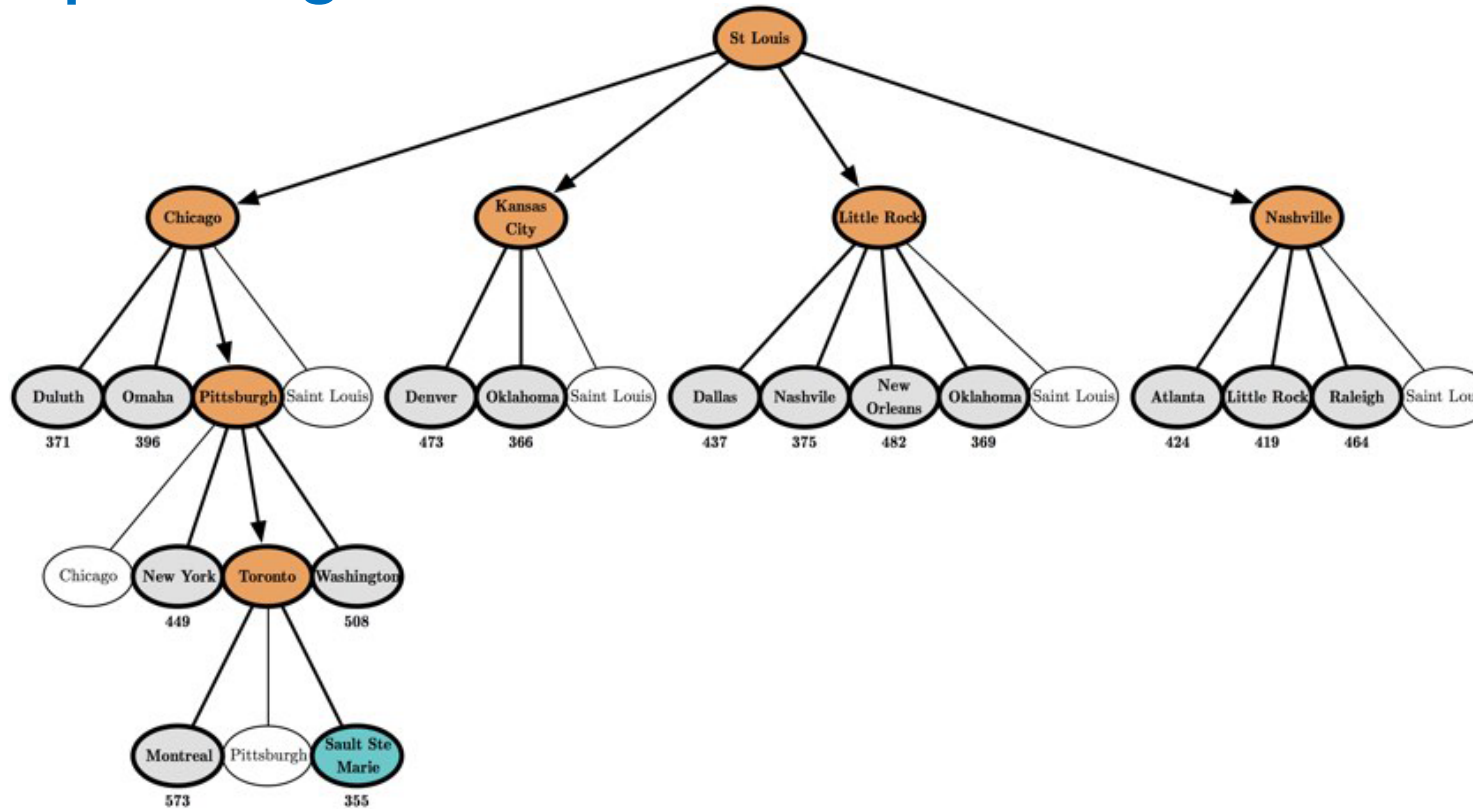 St Louis
Chicago
Kansas
City
Little Rock
Nashville
Duluth
Omaha
Pittsburgh
Saint Louis
Denver
Oklahoma
Saint Louis
Dallas
Nashvile
New
Orleans
Oklahoma
Saint Louis
Atlanta
Little Rock
Raleigh
Saint Lou
371
396
473
366
437
375
482
369
424
419
464
Chicago
New York
Toronto
Washington
449
508
Montreal
Pittsburgh
Sault Ste
Marie
573
355